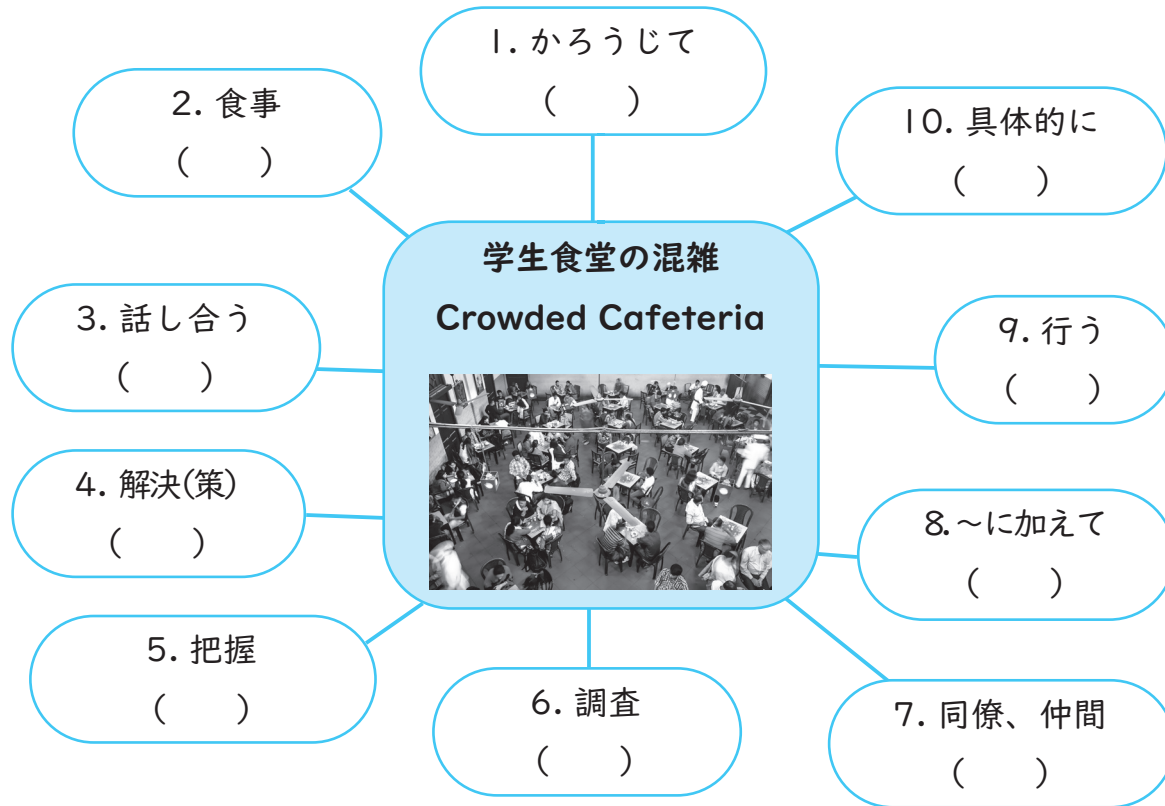 1. かろうじて
(　　)
2. 食事
(　　)
10. 具体的に
(　　)
学生食堂の混雑
Crowded Cafeteria
3. 話し合う
(　　)
9. 行う
(　　)
4. 解決(策)
(　　)
8.〜に加えて
(　　)
5. 把握
(　　)
6. 調査
(　　)
7. 同僚、仲間
(　　)